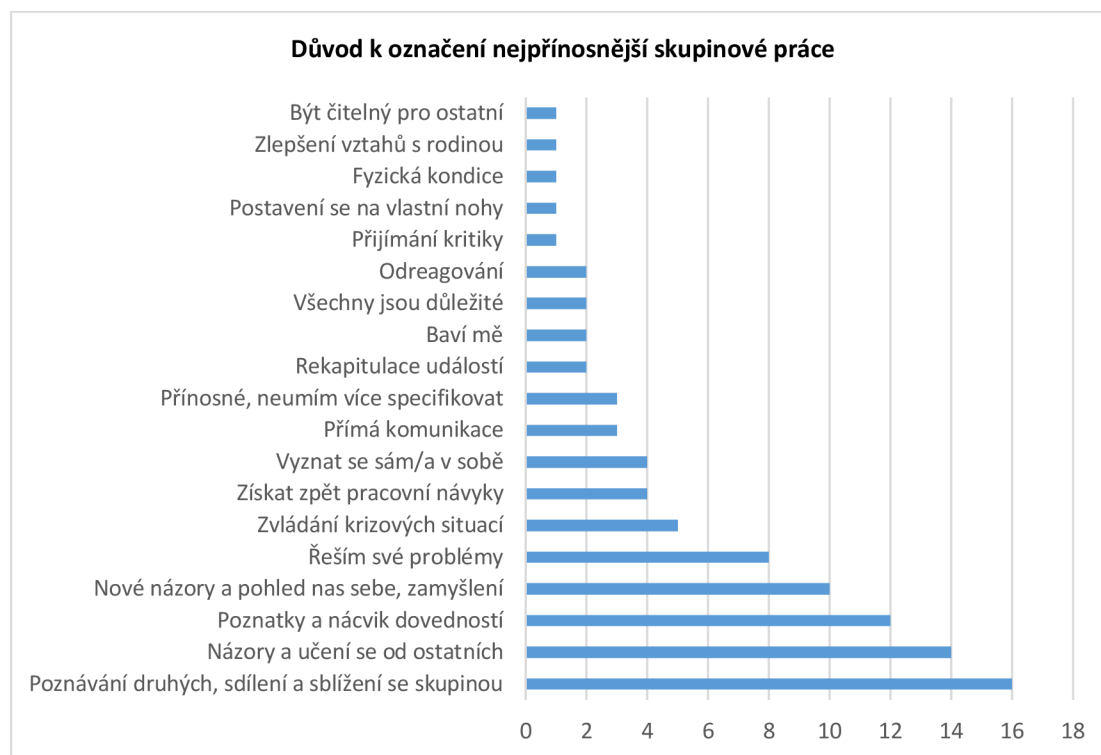 Důvod k označení nejpřínosnější skupinové práce
Být čitelný pro ostatní
Zlepšení vztahů s rodinou
Fyzická kondice
Postavení se na vlastní nohy
Přijímání kritiky
Odreagování
Všechny jsou důležité
Baví mě
Rekapitulace událostí
Přínosné, neumím více specifikovat
Přímá komunikace
Vyznat se sám/a v sobě
Získat zpět pracovní návyky
Zvládání krizových situací
Řeším své problémy
Nové názory a pohled nas sebe, zamyšlení
Poznatky a nácvik dovedností
Názory a učení se od ostatních
Poznávání druhých, sdílení a sblížení se skupinou
0 2 4 6 8 10 12 14 16 18